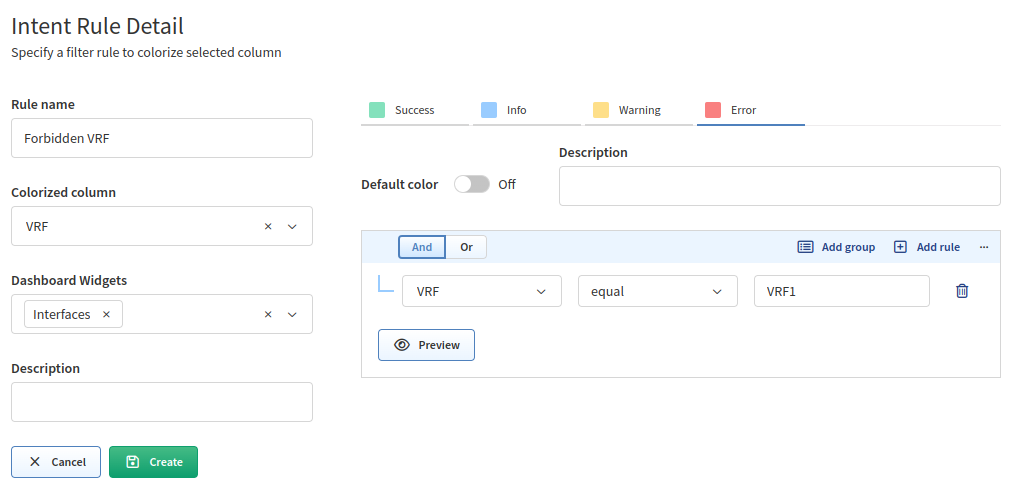 Intent Rule Detail
Specify a filter rule to colorize selected column
Rule name
Forbidden VRF
Colorized column
VRF
Dashboard Widgets
Interfaces
Description
Cancel
Create
Success
Info
Warning
Error
Default color
Off
Description
And
Or
Add group
Add rule
...
VRF
equal
VRF1
Preview